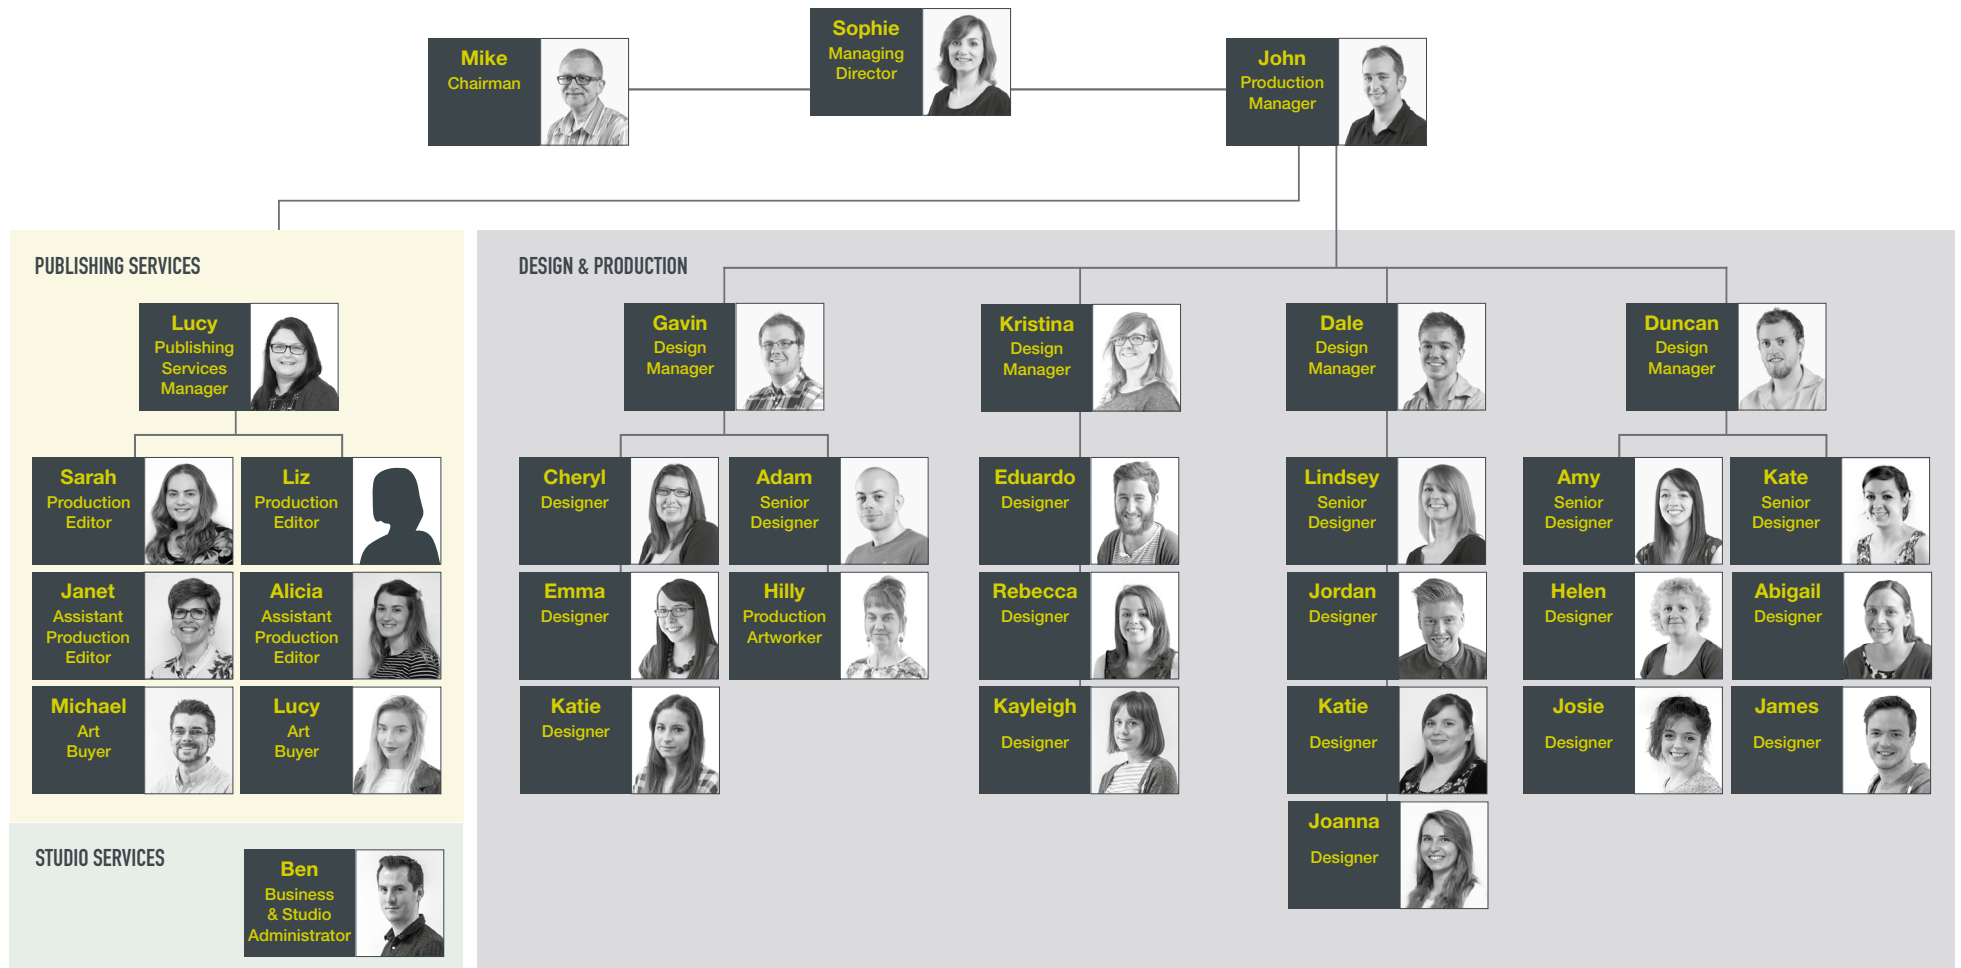 Mike
Chairman
Sophie
Managing
Director
John
Production
Manager
PUBLISHING SERVICES
Lucy
Publishing
Services
Manager
Sarah
Production
Editor
Liz
Production
Editor
Janet
Assistant
Production
Editor
Alicia
Assistant
Production
Editor
Michael
Art
Buyer
Lucy
Art
Buyer
STUDIO SERVICES
Ben
Business
& Studio
Administrator
DESIGN & PRODUCTION
Gavin
Design
Manager
Kristina
Design
Manager
Dale
Design
Manager
Duncan
Design
Manager
Cheryl
Designer
Adam
Senior
Designer
Eduardo
Designer
Lindsey
Senior
Designer
Amy
Senior
Designer
Kate
Senior
Designer
Emma
Designer
Hilly
Production
Artworker
Rebecca
Designer
Jordan
Designer
Helen
Designer
Abigail
Designer
Katie
Designer
Kayleigh
Designer
Katie
Designer
Josie
Designer
James
Designer
Joanna
Designer